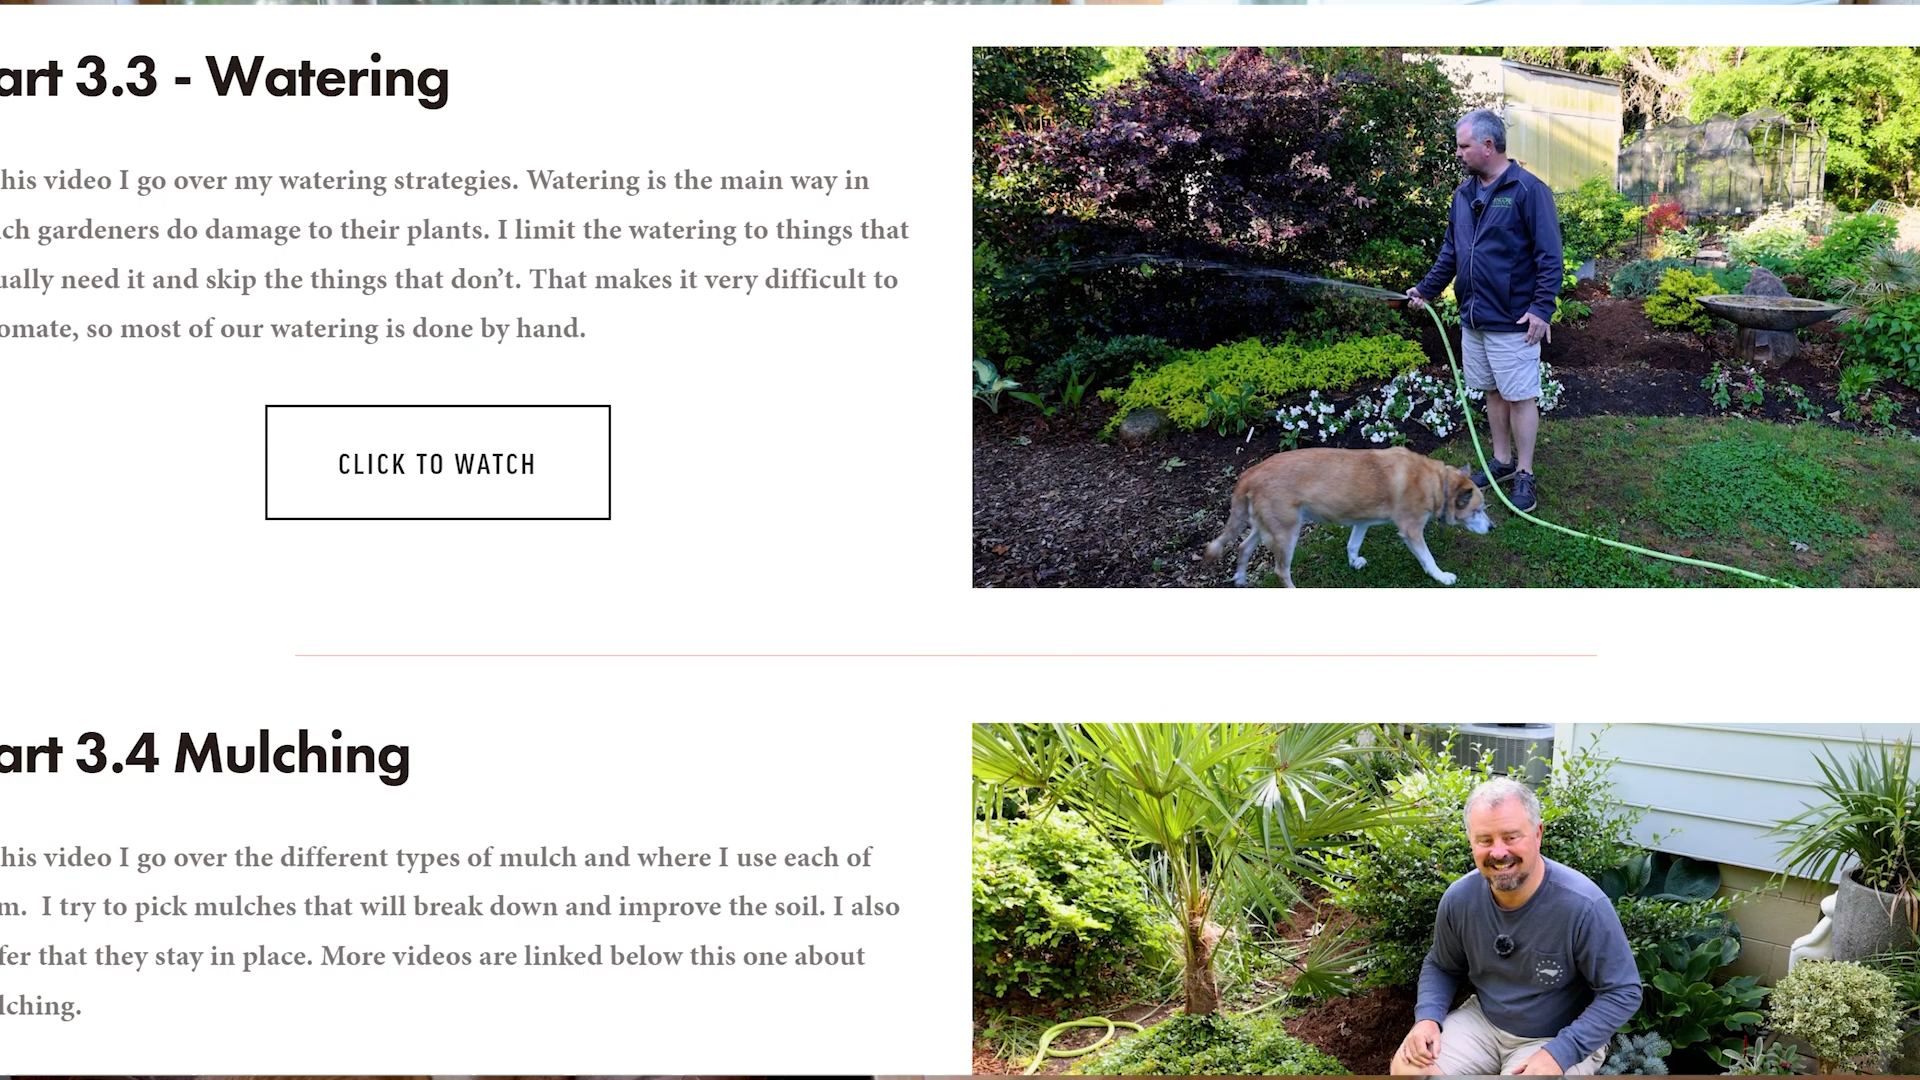 art 3.3 - Watering
his video I go over my watering strategies. Watering is the main way in
ch gardeners do damage to their plants. I limit the watering to things that
ually need it and skip the things that don’t. That makes it very difficult to
omate, so most of our watering is done by hand.
CLICK TO WATCH
art 3.4 Mulching
his video I go over the different types of mulch and where I use each of
m. I try to pick mulches that will break down and improve the soil. I also
fer that they stay in place. More videos are linked below this one about
lching.